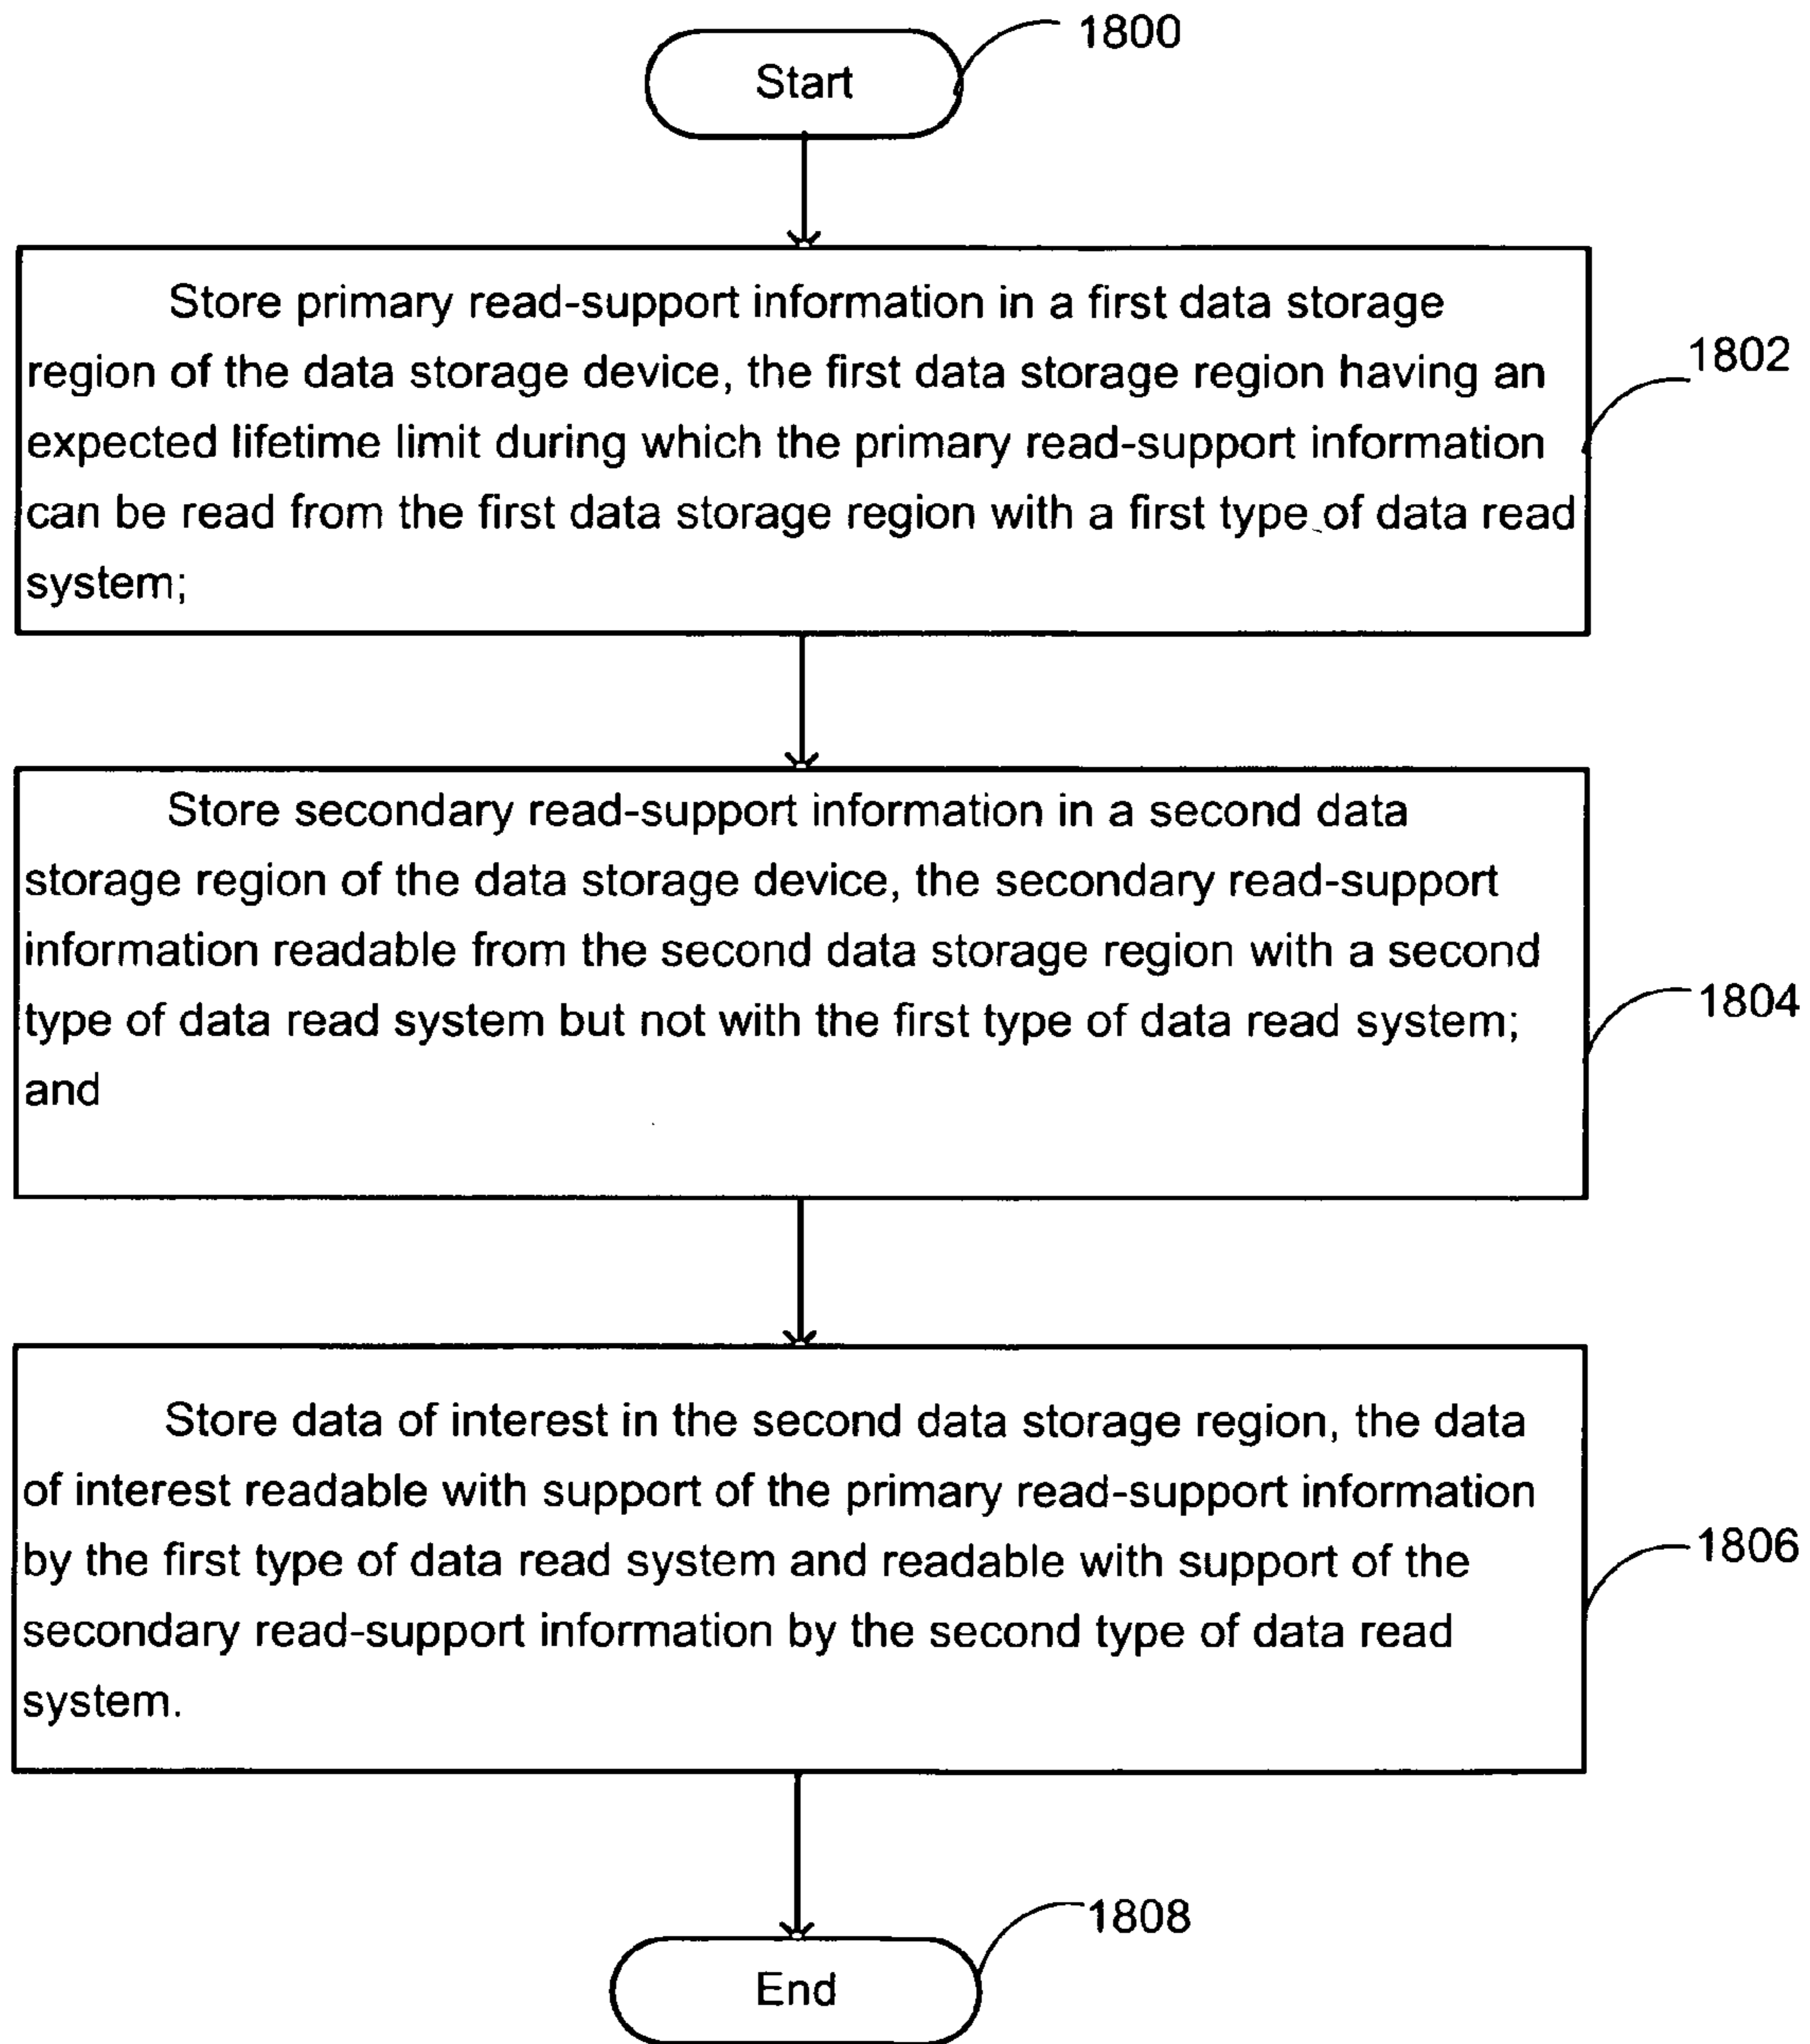 1800
Start
Store primary read-support information in a first data storage
region of the data storage device, the first data storage region having an
expected lifetime limit during which the primary read-support information
can be read from the first data storage region with a first type of data read
system;
1802
Store secondary read-support information in a second data
storage region of the data storage device, the secondary read-support
information readable from the second data storage region with a second
type of data read system but not with the first type of data read system;
and
1804
Store data of interest in the second data storage region, the data
of interest readable with support of the primary read-support information
by the first type of data read system and readable with support of the
secondary read-support information by the second type of data read
system.
1806
1808
End